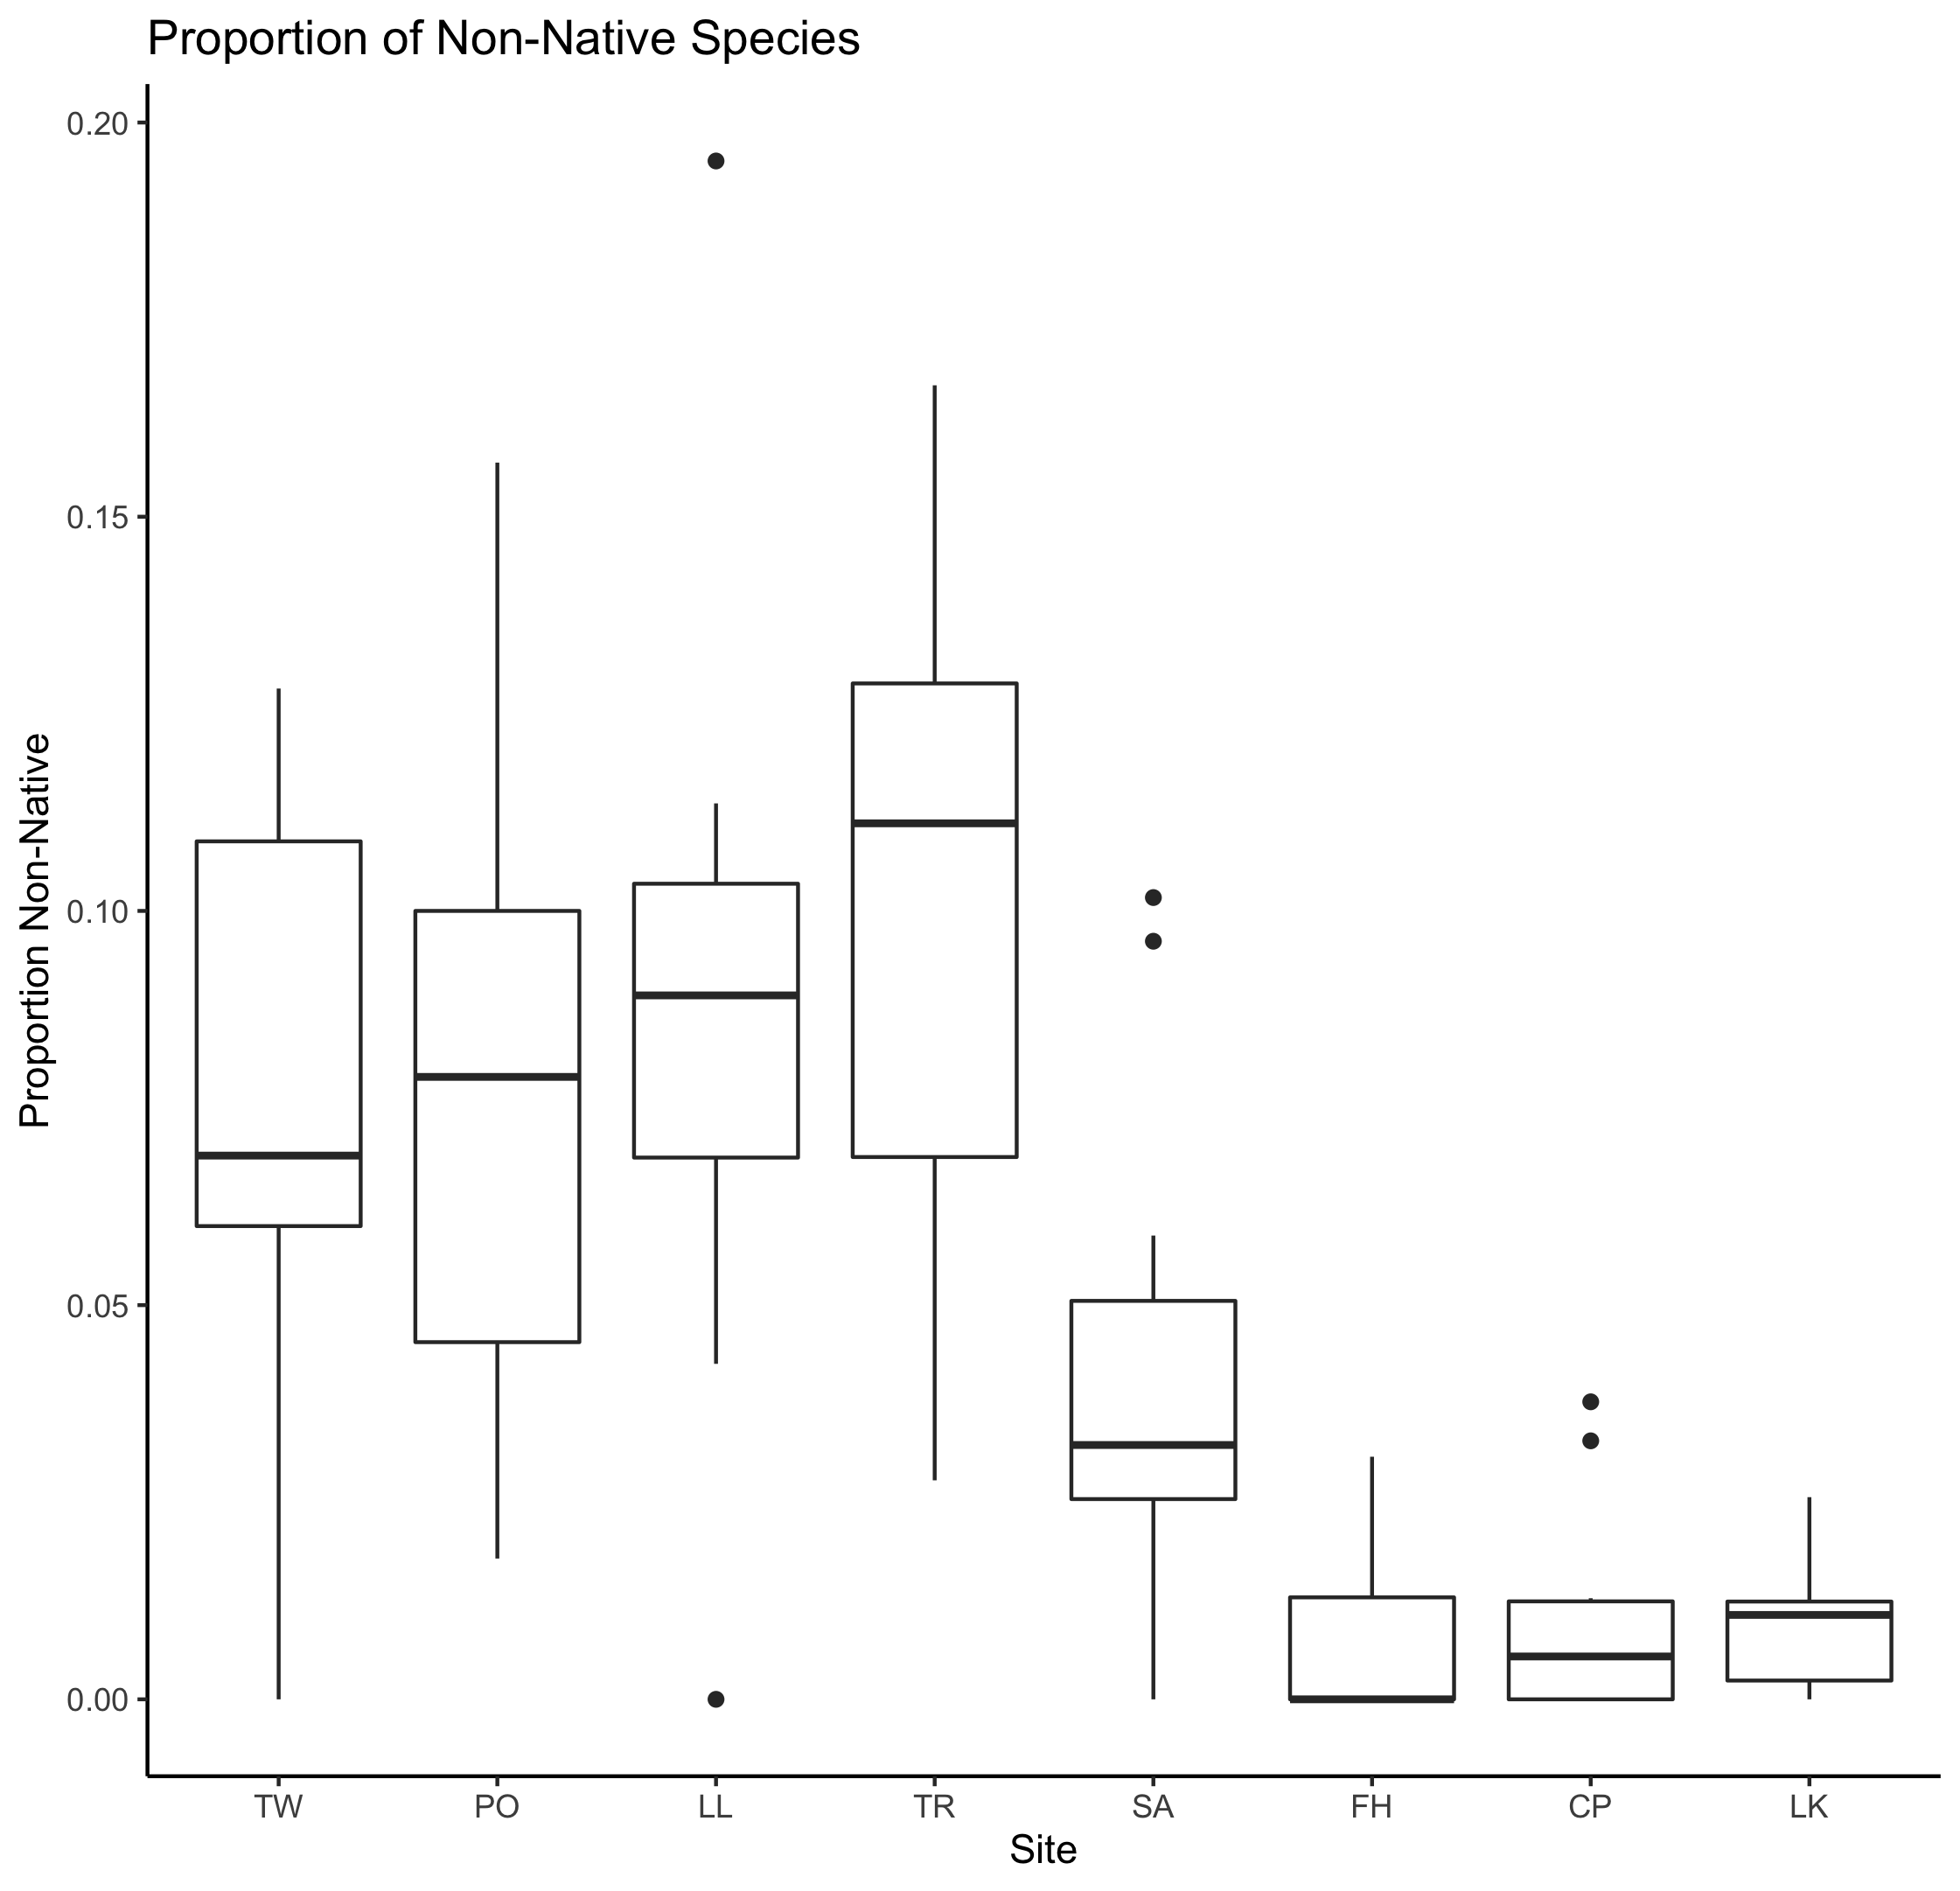 Proportion of Non-Native Species
0.20
0.15
0.10
0.05
0.00
Proportion Non-Native
TW PO LL TR SA FH CP LK
Site